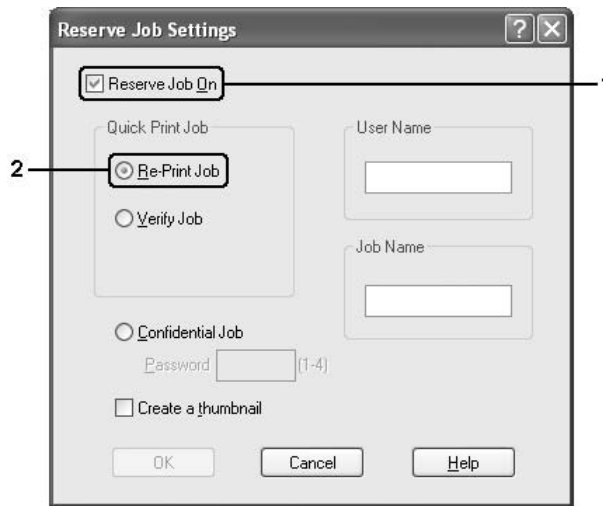 Reserve Job Settings
1
Reserve Job On
Quick Print Job
User Name
2
Re-Print Job
Verify Job
Job Name
Confidential Job
Password (1-4)
Create a thumbnail
OK Cancel Help